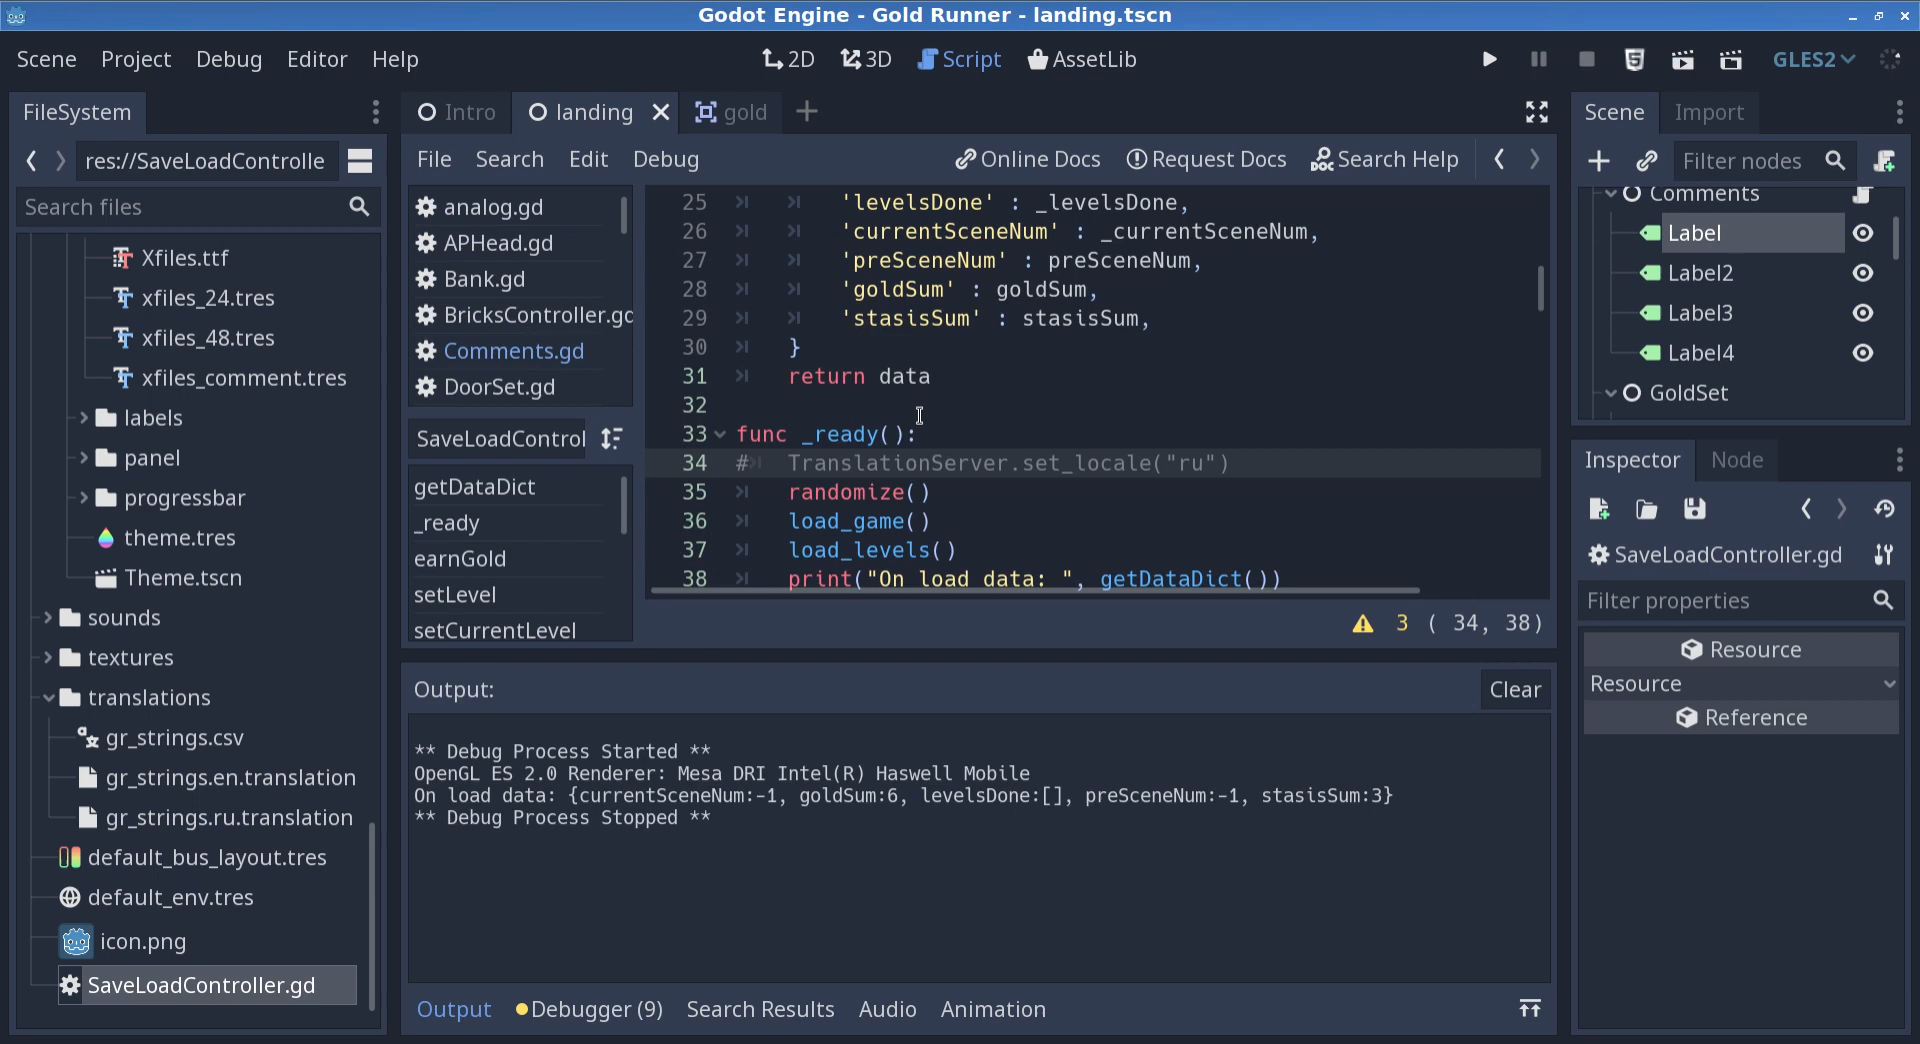 Godot Engine - Gold Runner - landing.tscn
Scene Project Debug Editor Help
2D 3D Script AssetLib
GLES2
FileSystem
res://SaveLoadControlle
Search files
Xfiles.ttf
xfiles_24.tres
xfiles_48.tres
xfiles_comment.tres
labels
panel
progressbar
theme.tres
Theme.tscn
sounds
textures
translations
gr_strings.csv
gr_strings.en.translation
gr_strings.ru.translation
default_bus_layout.tres
default_env.tres
icon.png
SaveLoadController.gd
Intro landing gold
File Search Edit Debug
Online Docs Request Docs Search Help
analog.gd
APHead.gd
Bank.gd
BricksController.gd
Comments.gd
DoorSet.gd
SaveLoadControl
getDataDict
_ready
earnGold
setLevel
setCurrentLevel
25 'levelsDone' : _levelsDone,
26 'currentSceneNum' : _currentSceneNum,
27 'preSceneNum' : preSceneNum,
28 'goldSum' : goldSum,
29 'stasisSum' : stasisSum,
30 }
31 return data
32
33 func _ready():
34 # TranslationServer.set_locale("ru")
35 randomize()
36 load_game()
37 load_levels()
38 print("On load data: ", getDataDict())
3 ( 34, 38)
Output:
Clear
** Debug Process Started **
OpenGL ES 2.0 Renderer: Mesa DRI Intel(R) Haswell Mobile
On load data: {currentSceneNum:-1, goldSum:6, levelsDone:[], preSceneNum:-1, stasisSum:3}
** Debug Process Stopped **
Output Debugger (9) Search Results Audio Animation
Scene Import
Filter nodes
Comments
Label
Label2
Label3
Label4
GoldSet
Inspector Node
SaveLoadController.gd
Filter properties
Resource
Resource
Reference